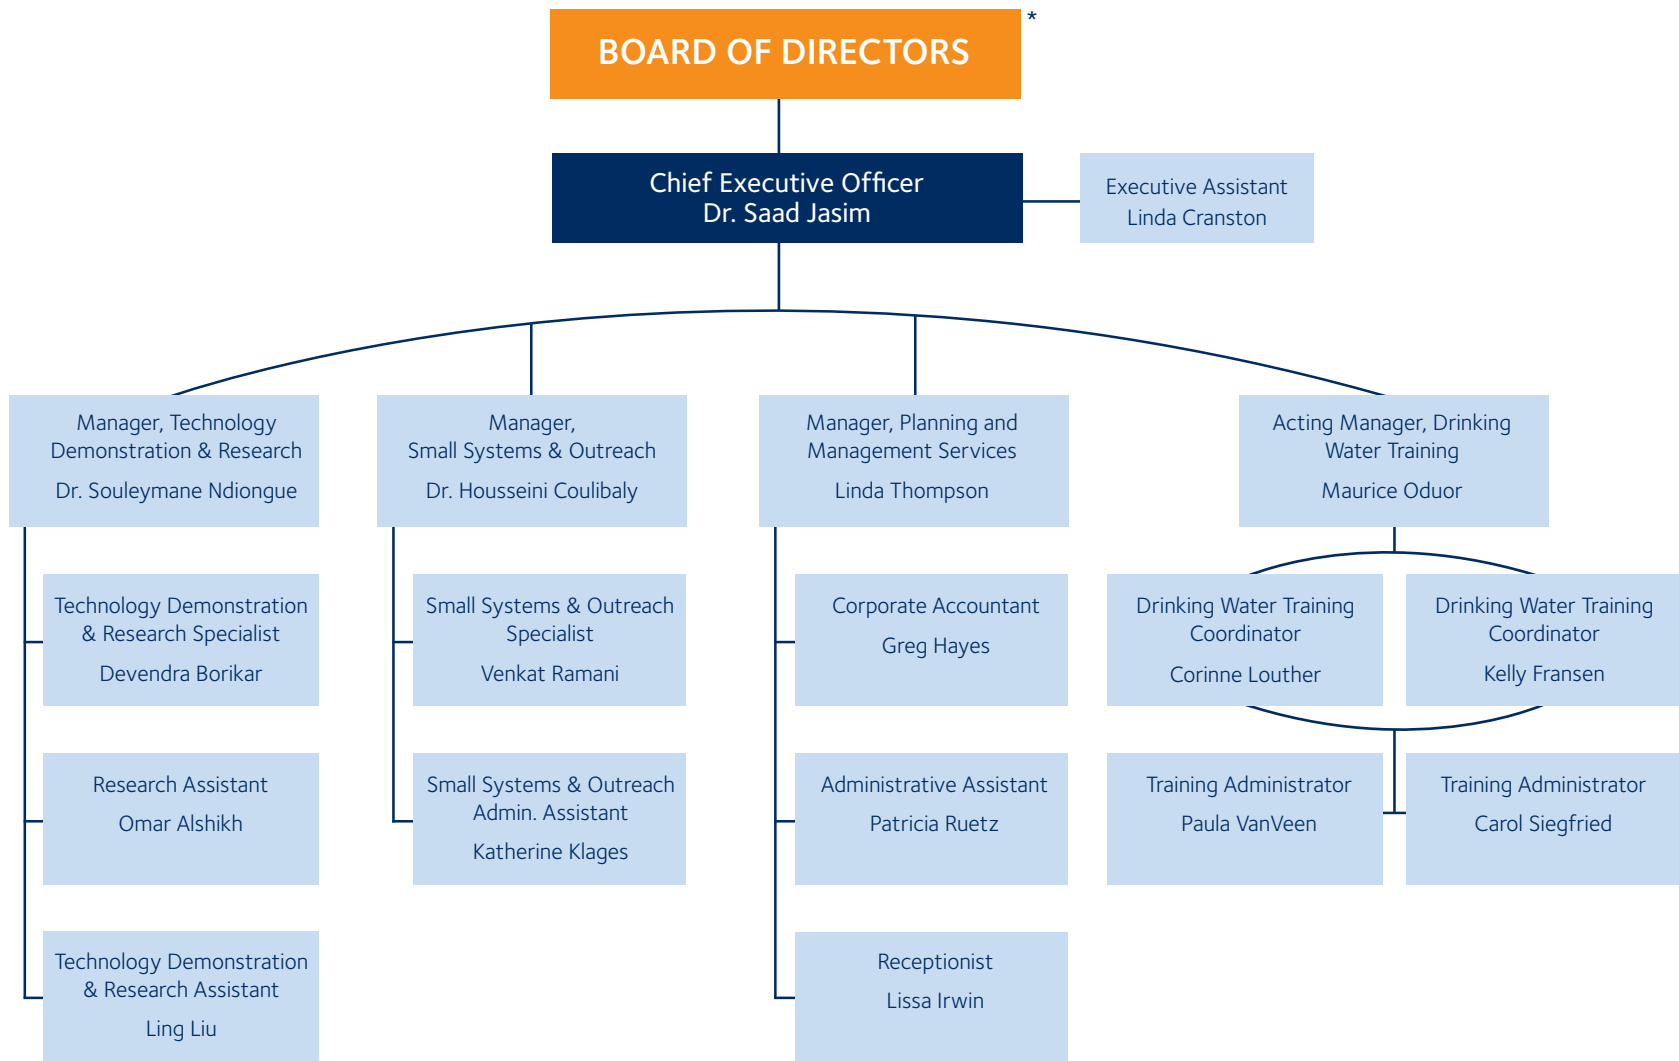 BOARD OF DIRECTORS
*
Chief Executive Officer
Dr. Saad Jasim
Executive Assistant
Linda Cranston
Manager, Technology
Demonstration & Research
Dr. Souleymane Ndiongue
Manager,
Small Systems & Outreach
Dr. Housseini Coulibaly
Manager, Planning and
Management Services
Linda Thompson
Acting Manager, Drinking
Water Training
Maurice Oduor
Technology Demonstration
& Research Specialist
Devendra Borikar
Small Systems & Outreach
Specialist
Venkat Ramani
Corporate Accountant
Greg Hayes
Drinking Water Training
Coordinator
Corinne Louther
Drinking Water Training
Coordinator
Kelly Fransen
Research Assistant
Omar Alshikh
Small Systems & Outreach
Admin. Assistant
Katherine Klages
Administrative Assistant
Patricia Ruetz
Training Administrator
Paula VanVeen
Training Administrator
Carol Siegfried
Technology Demonstration
& Research Assistant
Ling Liu
Receptionist
Lissa Irwin